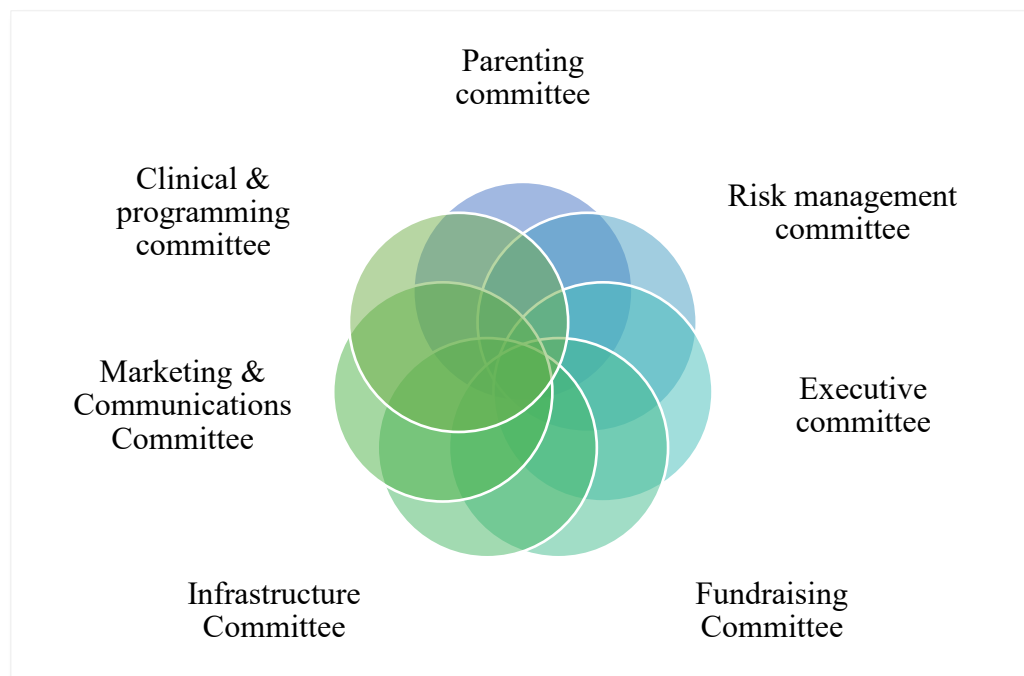 Parenting
committee
Clinical &
programming
committee
Risk management
committee
Marketing &
Communications
Committee
Executive
committee
Infrastructure
Committee
Fundraising
Committee